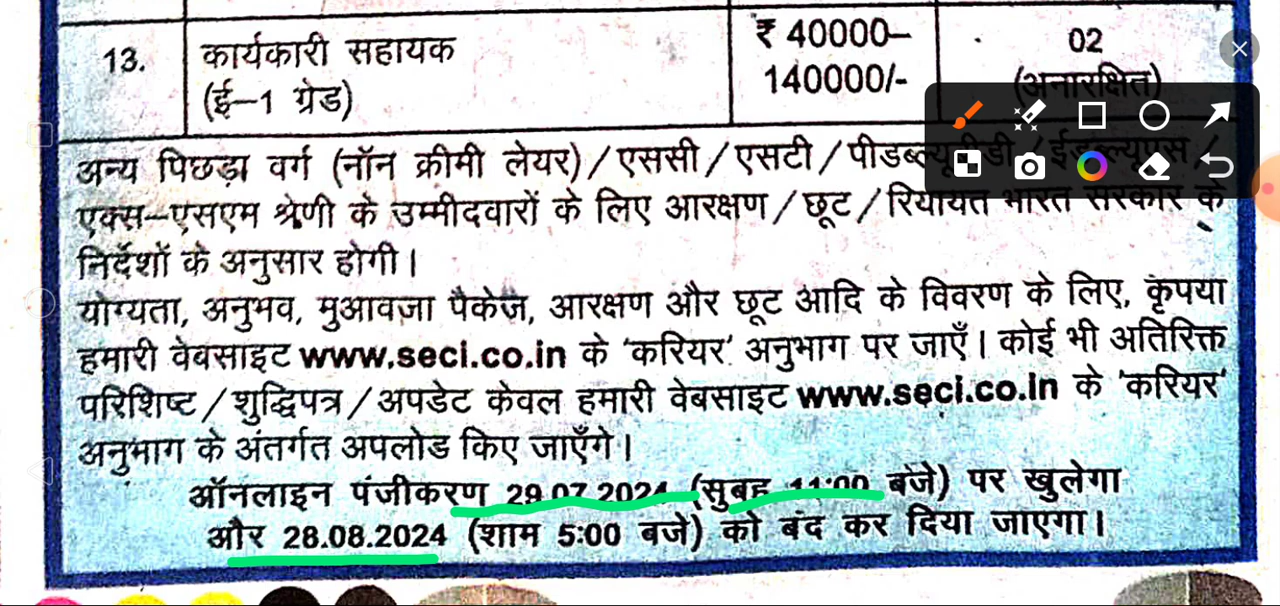 13. कार्यकारी सहायक ₹ 40000– 02
(ई–1 ग्रेड) 140000/- (अनारक्षित)
अन्य पिछड़ा वर्ग (नॉन क्रीमी लेयर)/एससी/एसटी/
एक्स–एसएम श्रेणी के उम्मीदवारों के लिए आरक्षण/छूट/रियायत भारत सरकार के
निर्देशों के अनुसार होगी।
योग्यता, अनुभव, मुआवजा पैकेज, आरक्षण और छूट आदि के विवरण के लिए, कृपया
हमारी वेबसाइट www.seci.co.in के 'करियर' अनुभाग पर जाएँ। कोई भी अतिरिक्त
परिशिष्ट/शुद्धिपत्र/अपडेट केवल हमारी वेबसाइट www.seci.co.in के 'करियर'
अनुभाग के अंतर्गत अपलोड किए जाएँगे।
ऑनलाइन पंजीकरण 29.07.2024 (सुबह 11:00 बजे) पर खुलेगा
और 28.08.2024 (शाम 5:00 बजे) को बंद कर दिया जाएगा।